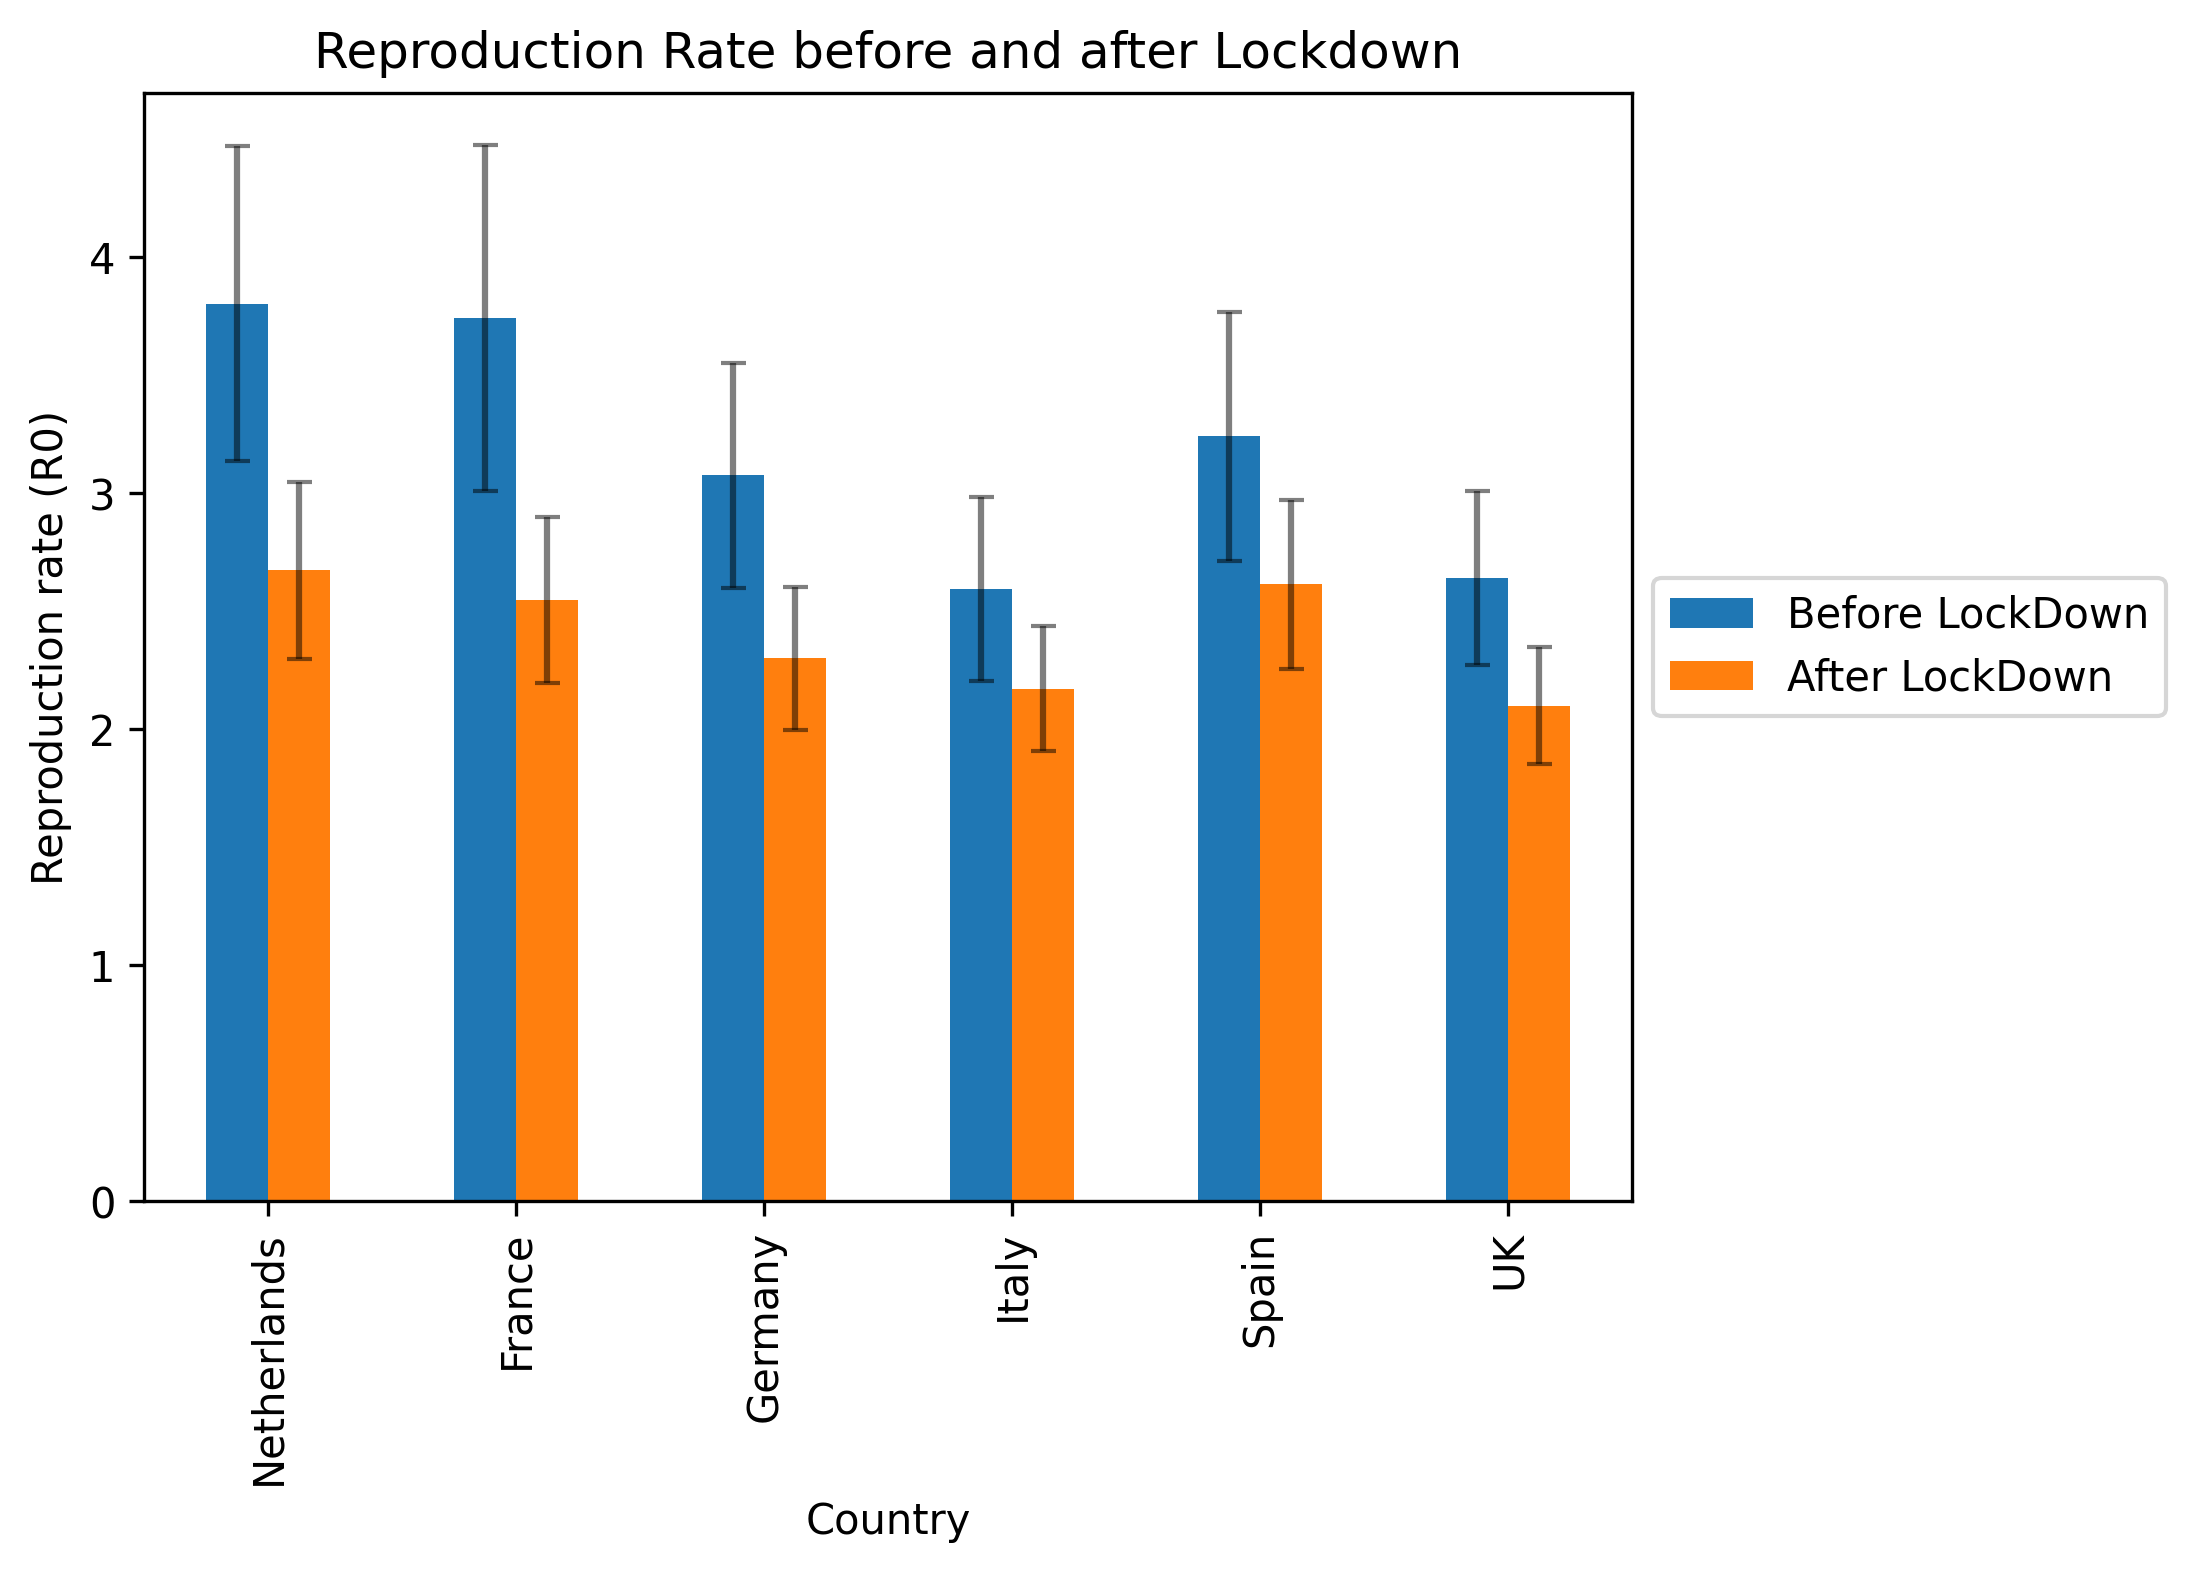 Reproduction Rate before and after Lockdown
Reproduction rate (R0)
4
3
2
1
0
Netherlands
France
Germany
Italy
Spain
UK
Country
Before LockDown
After LockDown